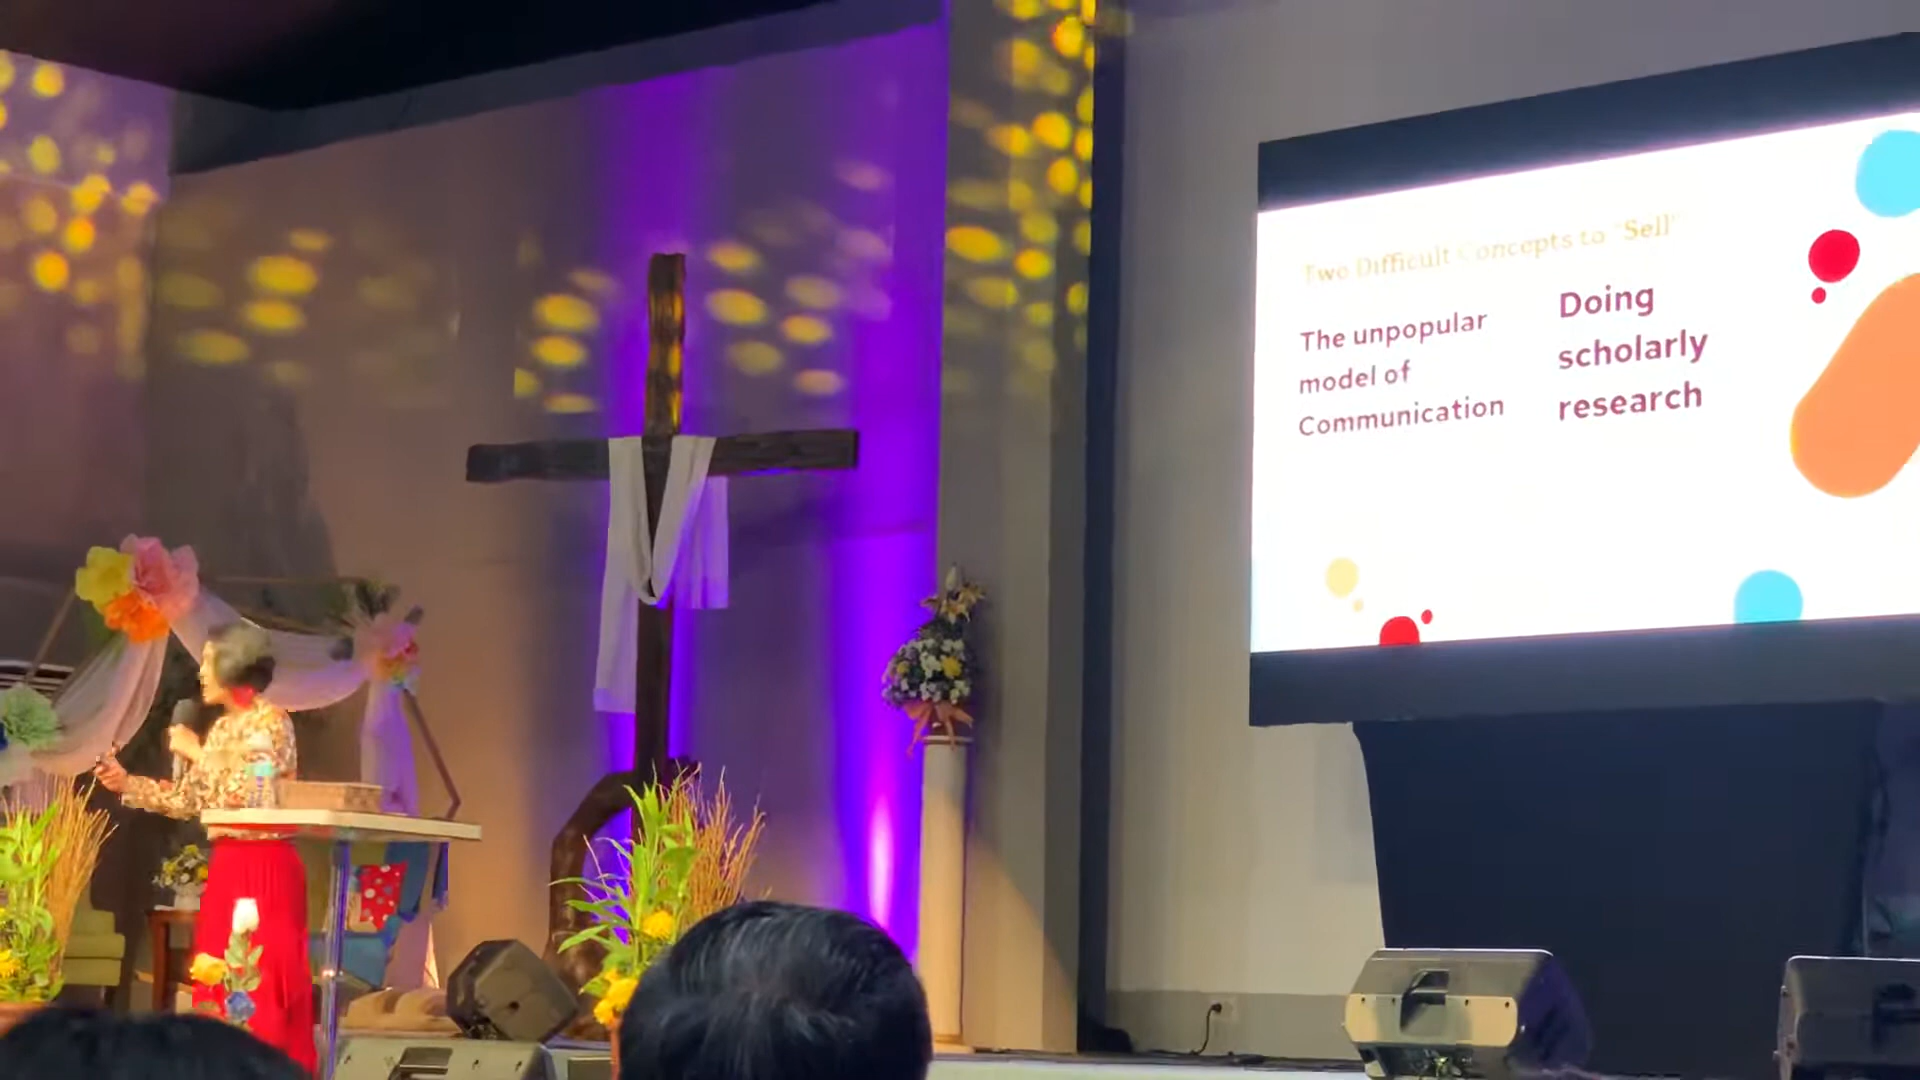 Two Difficult Concepts to "Sell"
The unpopular
model of
Communication
Doing
scholarly
research